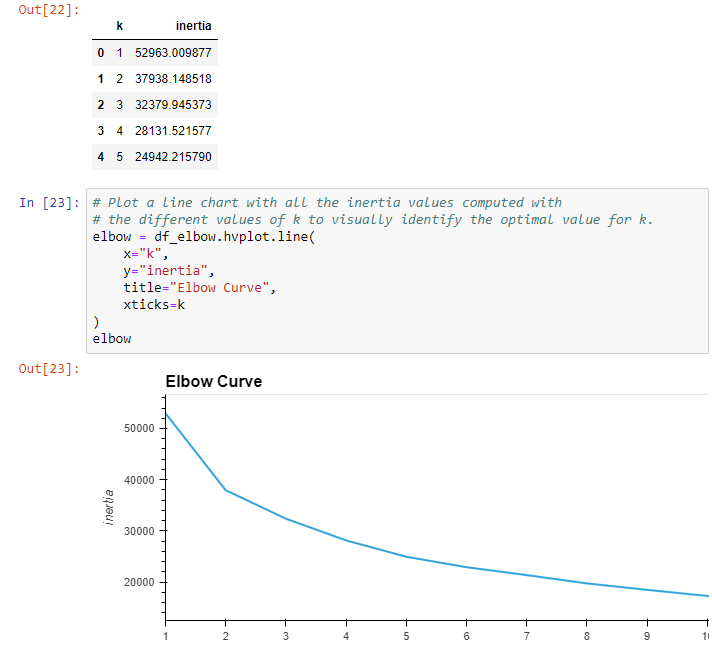 Out[22]:
k inertia
0 1 52963.009877
1 2 37938.148518
2 3 32379.945373
3 4 28131.521577
4 5 24942.215790
In [23]:
# Plot a line chart with all the inertia values computed with
# the different values of k to visually identify the optimal value for k.
elbow = df_elbow.hvplot.line(
x="k",
y="inertia",
title="Elbow Curve",
xticks=k
)
elbow
Out[23]:
Elbow Curve
50000
40000
30000
20000
inertia
1 2 3 4 5 6 7 8 9